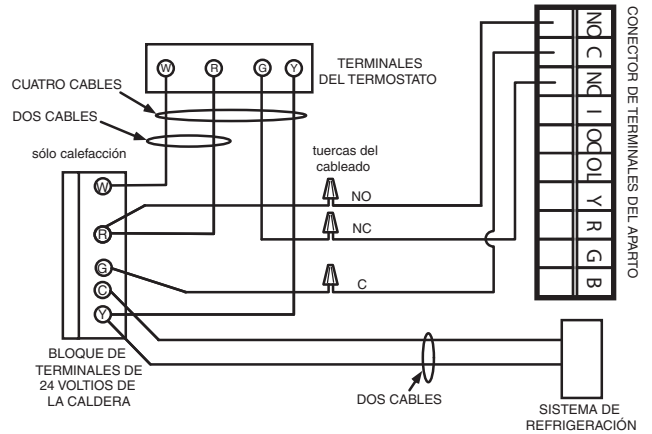 W
R
G
Y
TERMINALES
DEL TERMOSTATO
CUATRO CABLES
DOS CABLES
sólo calefacción
tuercas del
cableado
NO
NC
C
W
R
G
C
Y
BLOQUE DE
TERMINALES DE
24 VOLTIOS DE
LA CALDERA
DOS CABLES
SISTEMA DE
REFRIGERACIÓN
NO
C
NC
I
OC
OL
Y
R
G
B
CONECTOR DE TERMINALES DEL APARTO